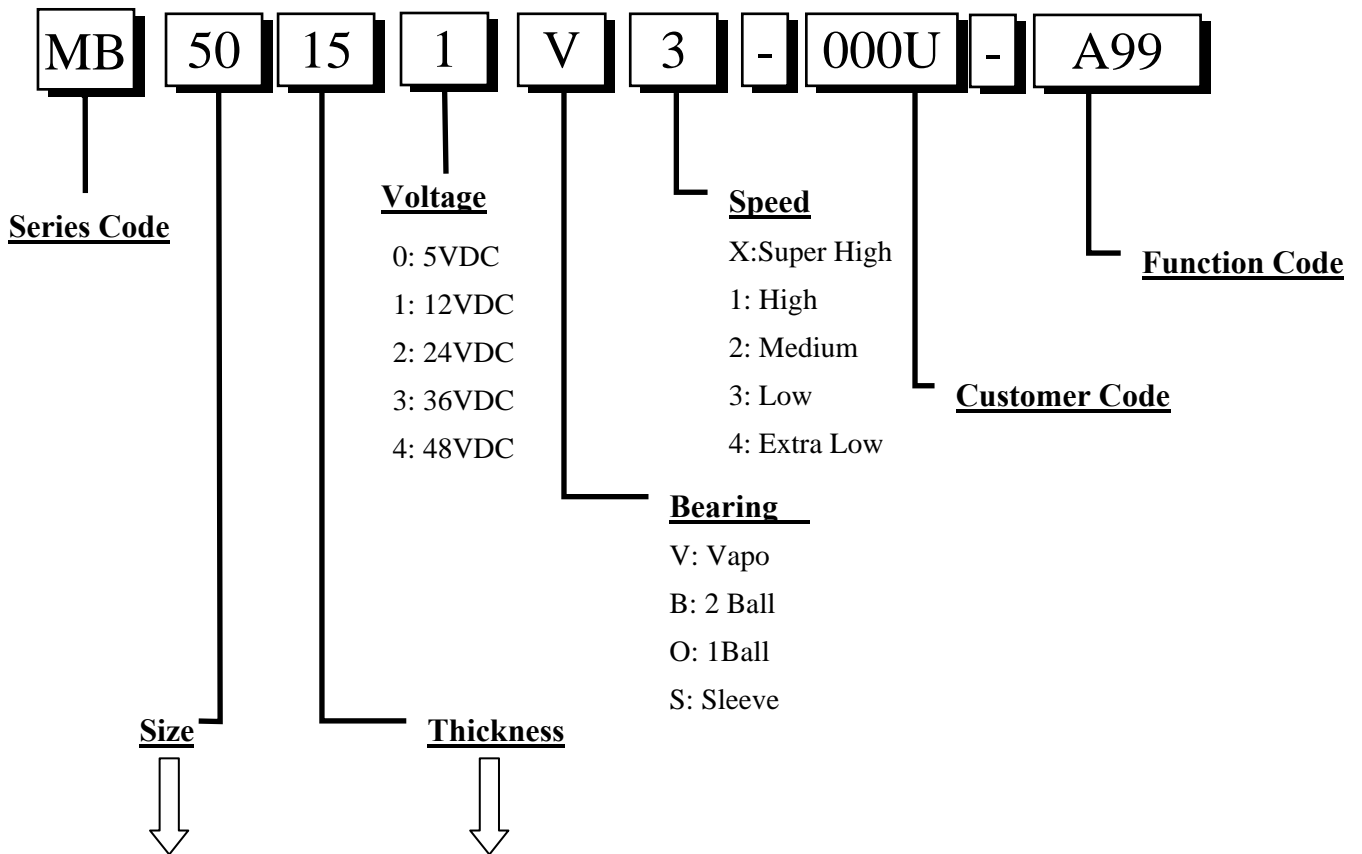 MB 50 15 1 V 3 - 000U - A99
Series Code
Voltage
0: 5VDC
1: 12VDC
2: 24VDC
3: 36VDC
4: 48VDC
Speed
X:Super High
1: High
2: Medium
3: Low
4: Extra Low
Function Code
Customer Code
Bearing
V: Vapo
B: 2 Ball
O: 1Ball
S: Sleeve
Size
Thickness